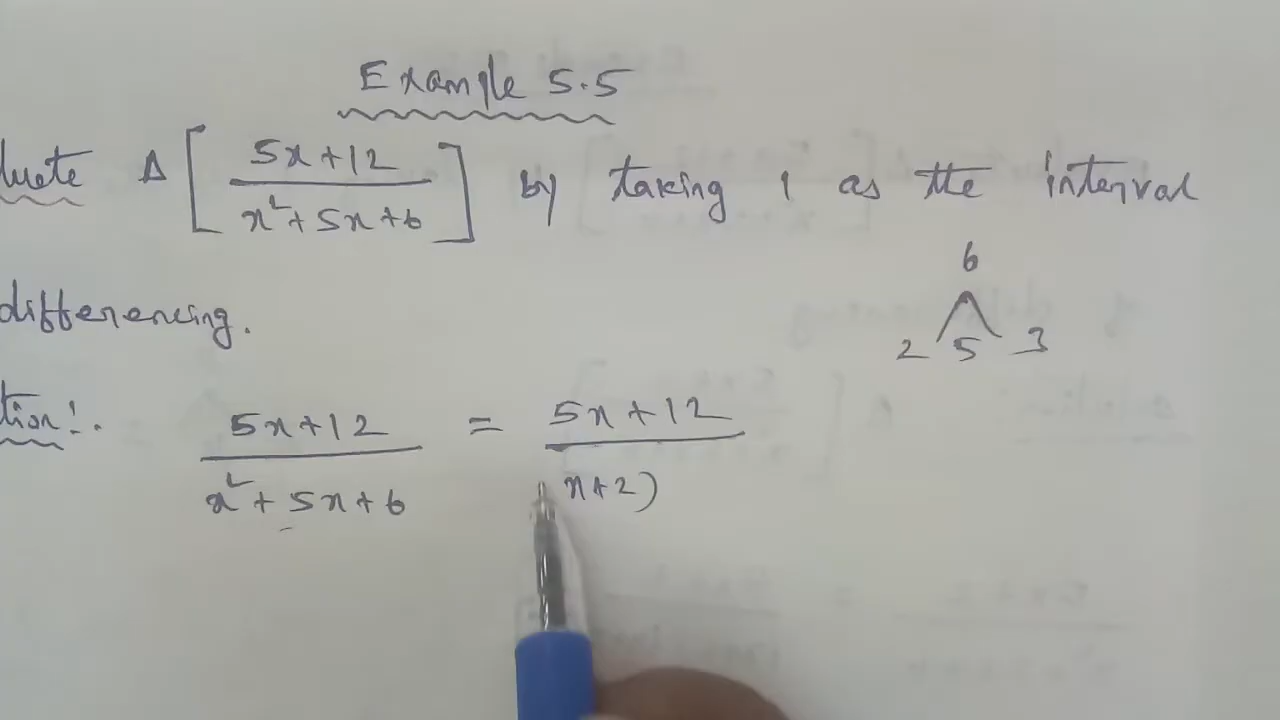 Example 5.5
luate Δ [ (5x+12)/(x²+5x+6) ] by taking 1 as the interval
6
differencing.
2 5 3
tion:. (5x+12)/(x²+5x+6) = (5x+12)/(x+2)